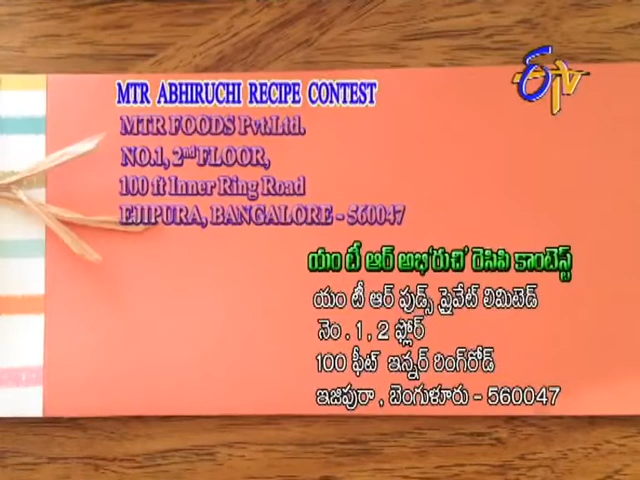 ETV
MTR ABHIRUCHI RECIPE CONTEST
MTR FOODS Pvt.Ltd.
NO.1, 2nd FLOOR,
100 ft Inner Ring Road
EJIPURA, BANGALORE - 560047
యం టీ ఆర్ అభి'రుచి' రెసిపి కాంటెస్ట్
యం టీ ఆర్ ఫుడ్స్ ప్రైవేట్ లిమిటెడ్
నెం . 1 , 2 ఫ్లోర్
100 ఫీట్ ఇన్నర్ రింగ్‌రోడ్
ఇజిపురా , బెంగుళూరు - 560047